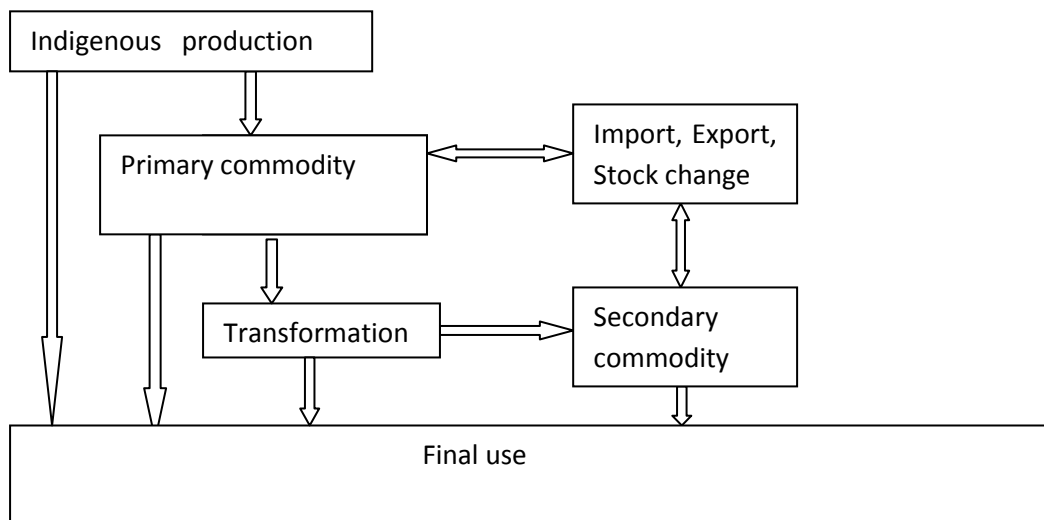 Indigenous production
Primary commodity
Import, Export,
Stock change
Transformation
Secondary
commodity
Final use